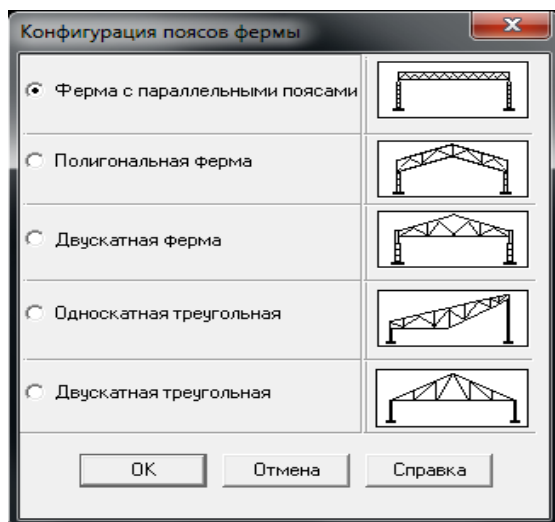 Конфигурация поясов фермы
Ферма с параллельными поясами
Полигональная ферма
Двускатная ферма
Односкатная треугольная
Двускатная треугольная
OK Отмена Справка